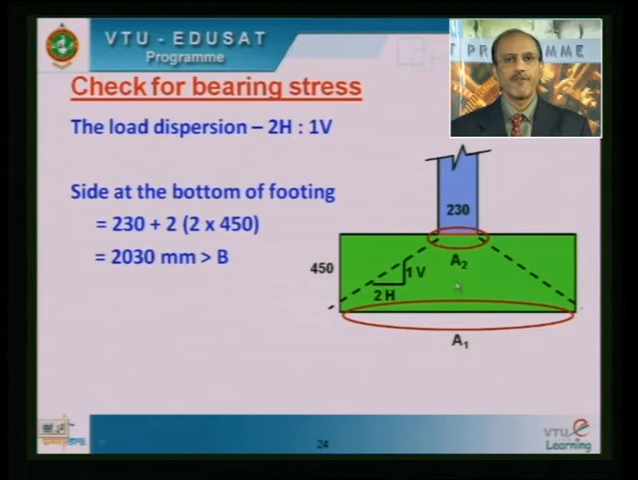 VTU - EDUSAT
Programme
T PROGRAMME
Check for bearing stress
The load dispersion – 2H : 1V
Side at the bottom of footing
= 230 + 2 (2 x 450)
= 2030 mm > B
230
A2
450
1 V
2 H
A1
24
VTU e
Learning